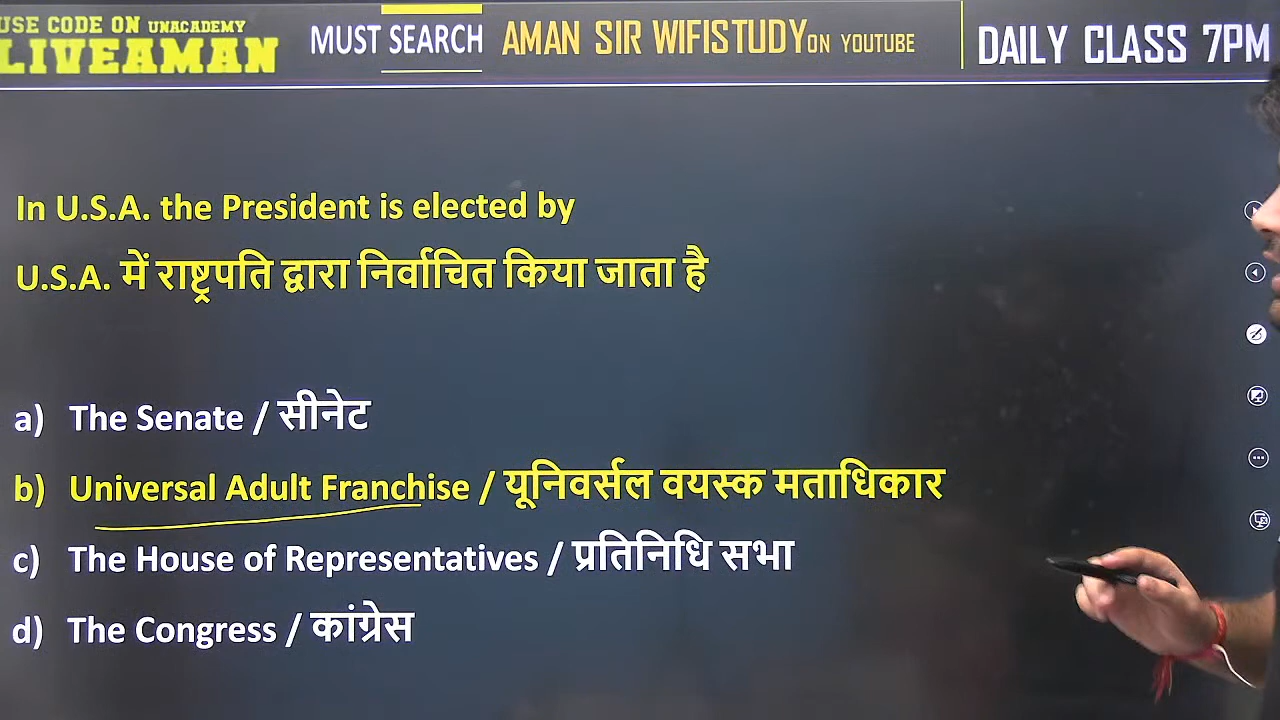 USE CODE ON UNACADEMY
LIVEAMAN
MUST SEARCH AMAN SIR WIFISTUDY ON YOUTUBE
DAILY CLASS 7PM
In U.S.A. the President is elected by
U.S.A. में राष्ट्रपति द्वारा निर्वाचित किया जाता है
a) The Senate / सीनेट
b) Universal Adult Franchise / यूनिवर्सल वयस्क मताधिकार
c) The House of Representatives / प्रतिनिधि सभा
d) The Congress / कांग्रेस